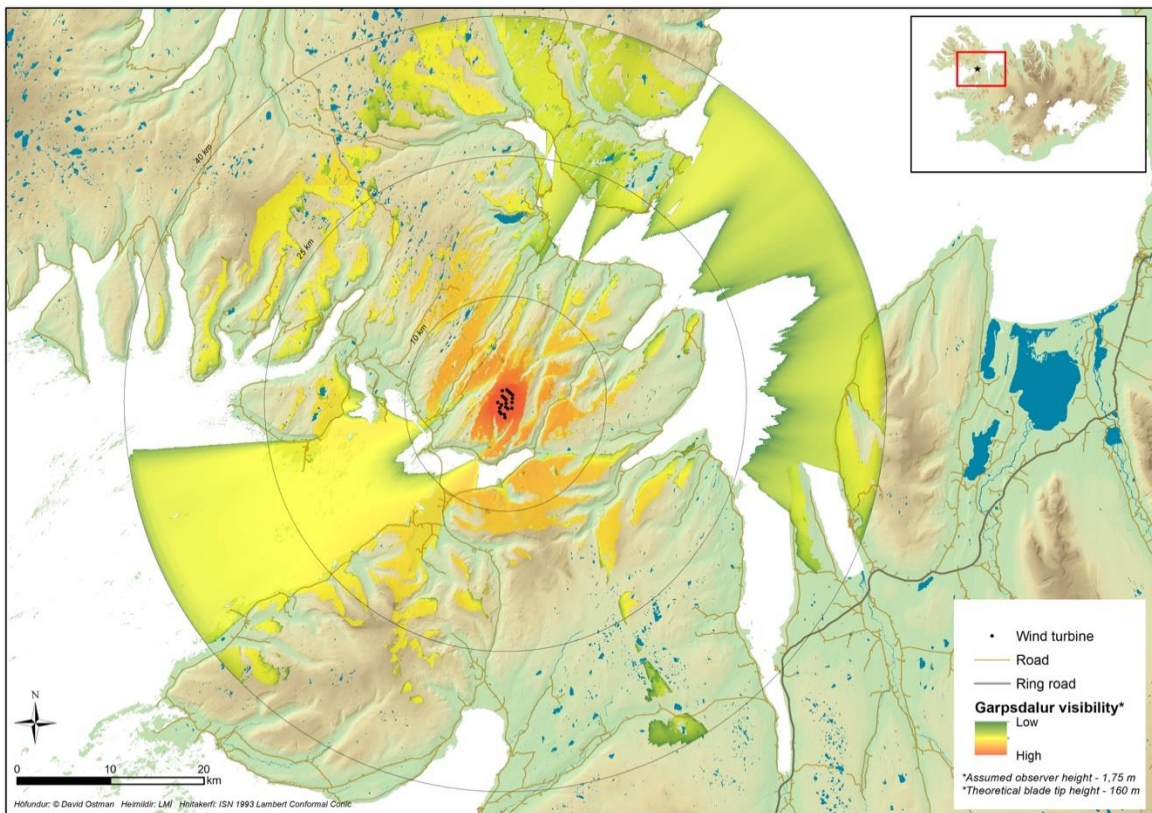 40 km
25 km
10 km
N
0 10 20
km
Höfundur: © David Ostman Heimildir: LMÍ Hnitakerfi: ISN 1993 Lambert Conformal Conic
Wind turbine
Road
Ring road
Garpsdalur visibility*
Low
High
*Assumed observer height - 1,75 m
*Theoretical blade tip height - 160 m